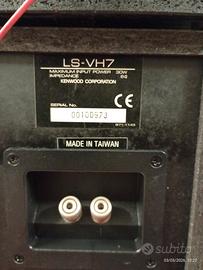 LS-VH7
MAXIMUM INPUT POWER 30W
IMPEDANCE 6Ω
KENWOOD CORPORATION
SERIAL No.
00100973
MADE IN TAIWAN
subito